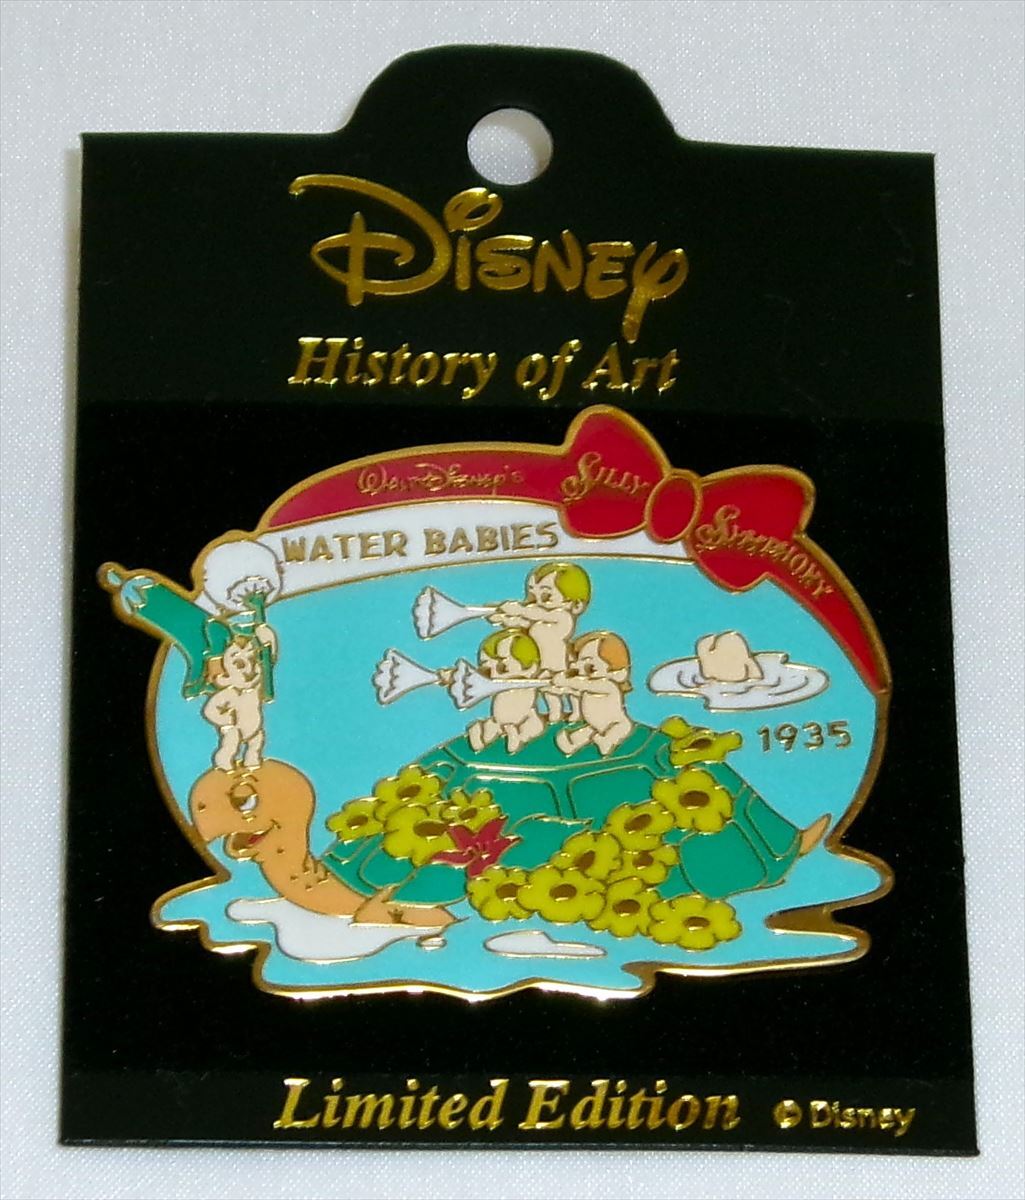 Disney
History of Art
Walt Disney's Silly Symphony
WATER BABIES
1935
Limited Edition © Disney